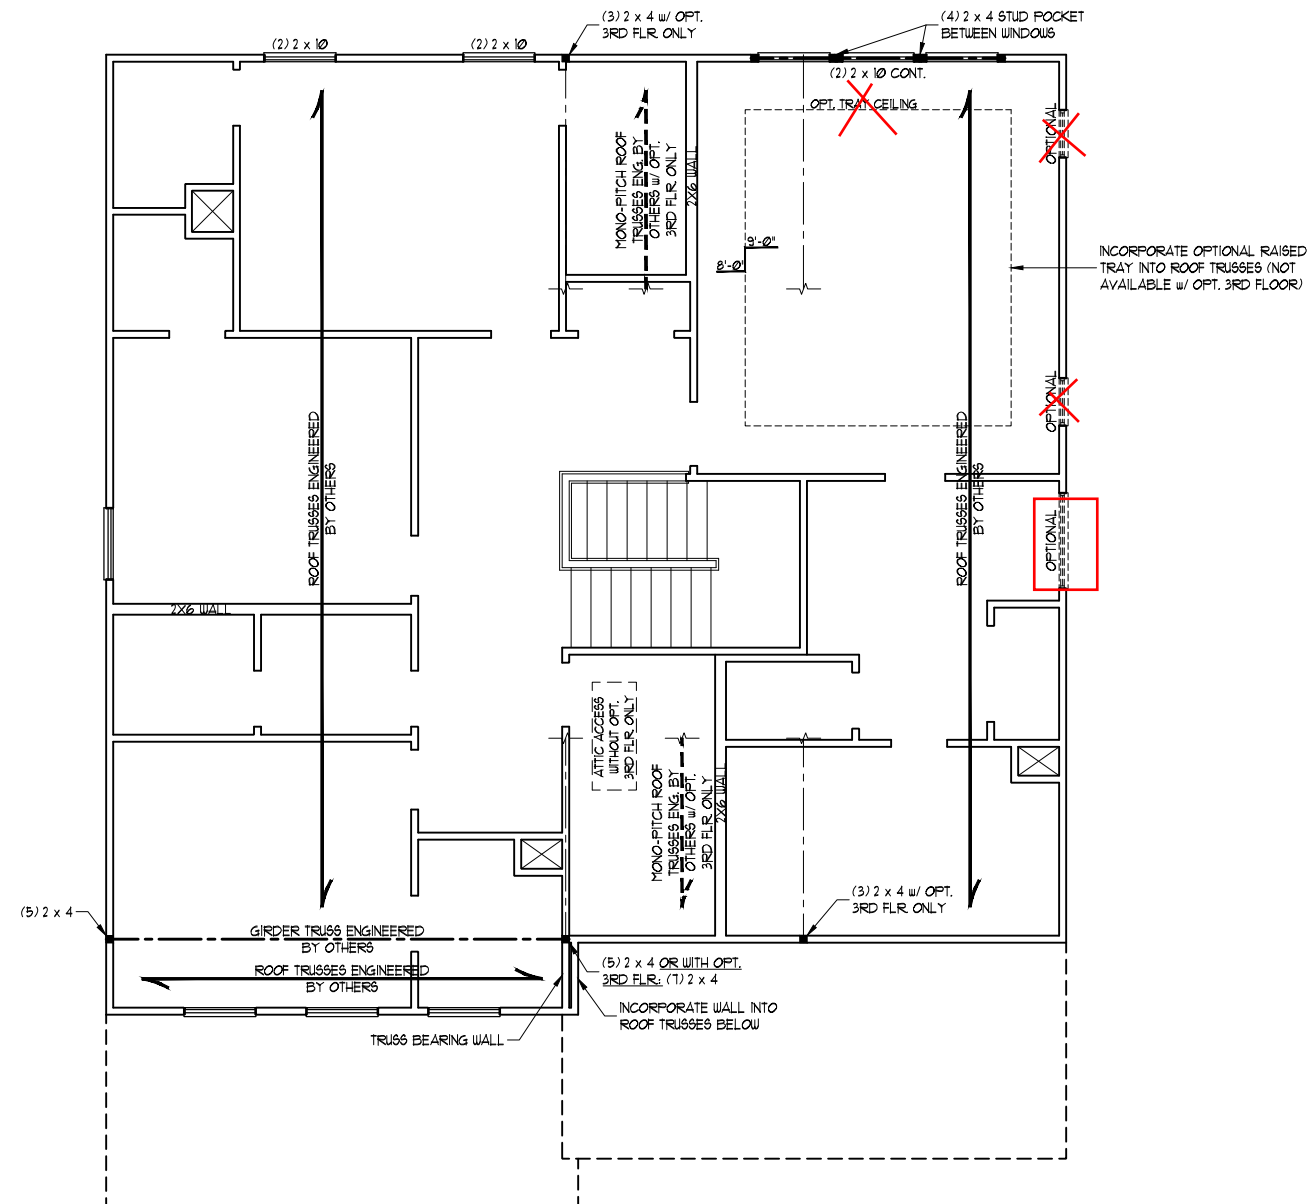 (3) 2 x 4 w/ OPT.
3RD FLR. ONLY
(4) 2 x 4 STUD POCKET
BETWEEN WINDOWS
(2) 2 x 10
(2) 2 x 10
(2) 2 x 10 CONT.
OPT. TRAY CEILING
OPTIONAL
MONO-PITCH ROOF
TRUSSES ENG. BY
OTHERS w/ OPT.
3RD FLR ONLY
2X6 WALL
9'-0"
8'-0"
INCORPORATE OPTIONAL RAISED
TRAY INTO ROOF TRUSSES (NOT
AVAILABLE w/ OPT. 3RD FLOOR)
OPTIONAL
ROOF TRUSSES ENGINEERED
BY OTHERS
ROOF TRUSSES ENGINEERED
BY OTHERS
OPTIONAL
2X6 WALL
ATTIC ACCESS
WITHOUT OPT.
3RD FLR ONLY
MONO-PITCH ROOF
TRUSSES ENG. BY
OTHERS w/ OPT.
3RD FLR ONLY
2X6 WALL
(3) 2 x 4 w/ OPT.
3RD FLR. ONLY
(5) 2 x 4
GIRDER TRUSS ENGINEERED
BY OTHERS
ROOF TRUSSES ENGINEERED
BY OTHERS
(5) 2 x 4 OR WITH OPT.
3RD FLR.: (7) 2 x 4
INCORPORATE WALL INTO
ROOF TRUSSES BELOW
TRUSS BEARING WALL